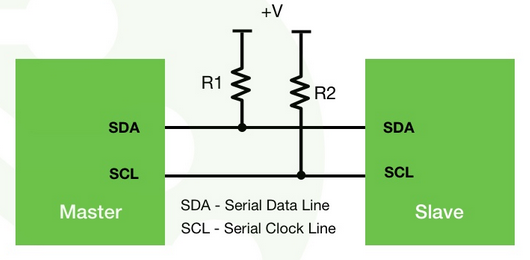 +V
R1
R2
SDA
SDA
SCL
SCL
Master
SDA - Serial Data Line
SCL - Serial Clock Line
Slave